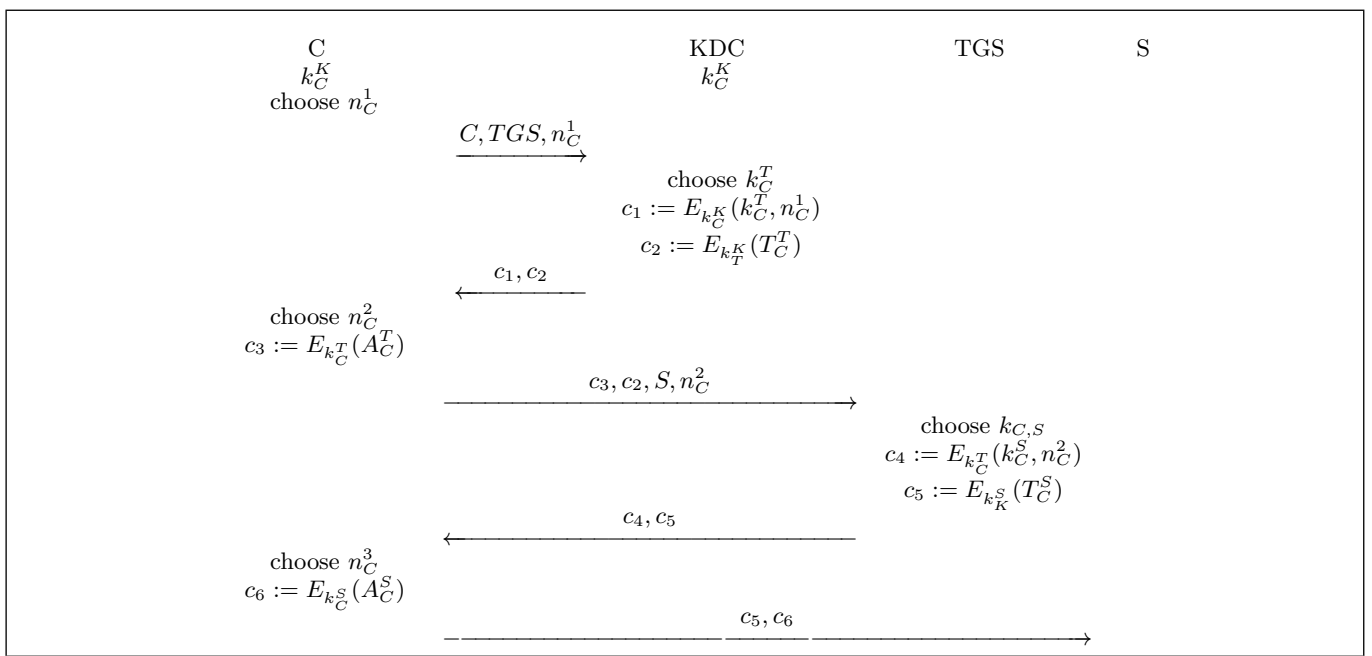 C KDC TGS S
$k_C^K$ $k_C^K$
choose $n_C^1$
$C, TGS, n_C^1$
choose $k_C^T$
$c_1 := E_{k_C^K}(k_C^T, n_C^1)$
$c_2 := E_{k_T^K}(T_C^T)$
$c_1, c_2$
choose $n_C^2$
$c_3 := E_{k_C^T}(A_C^T)$
$c_3, c_2, S, n_C^2$
choose $k_{C,S}$
$c_4 := E_{k_C^T}(k_C^S, n_C^2)$
$c_5 := E_{k_K^S}(T_C^S)$
$c_4, c_5$
choose $n_C^3$
$c_6 := E_{k_C^S}(A_C^S)$
$c_5, c_6$